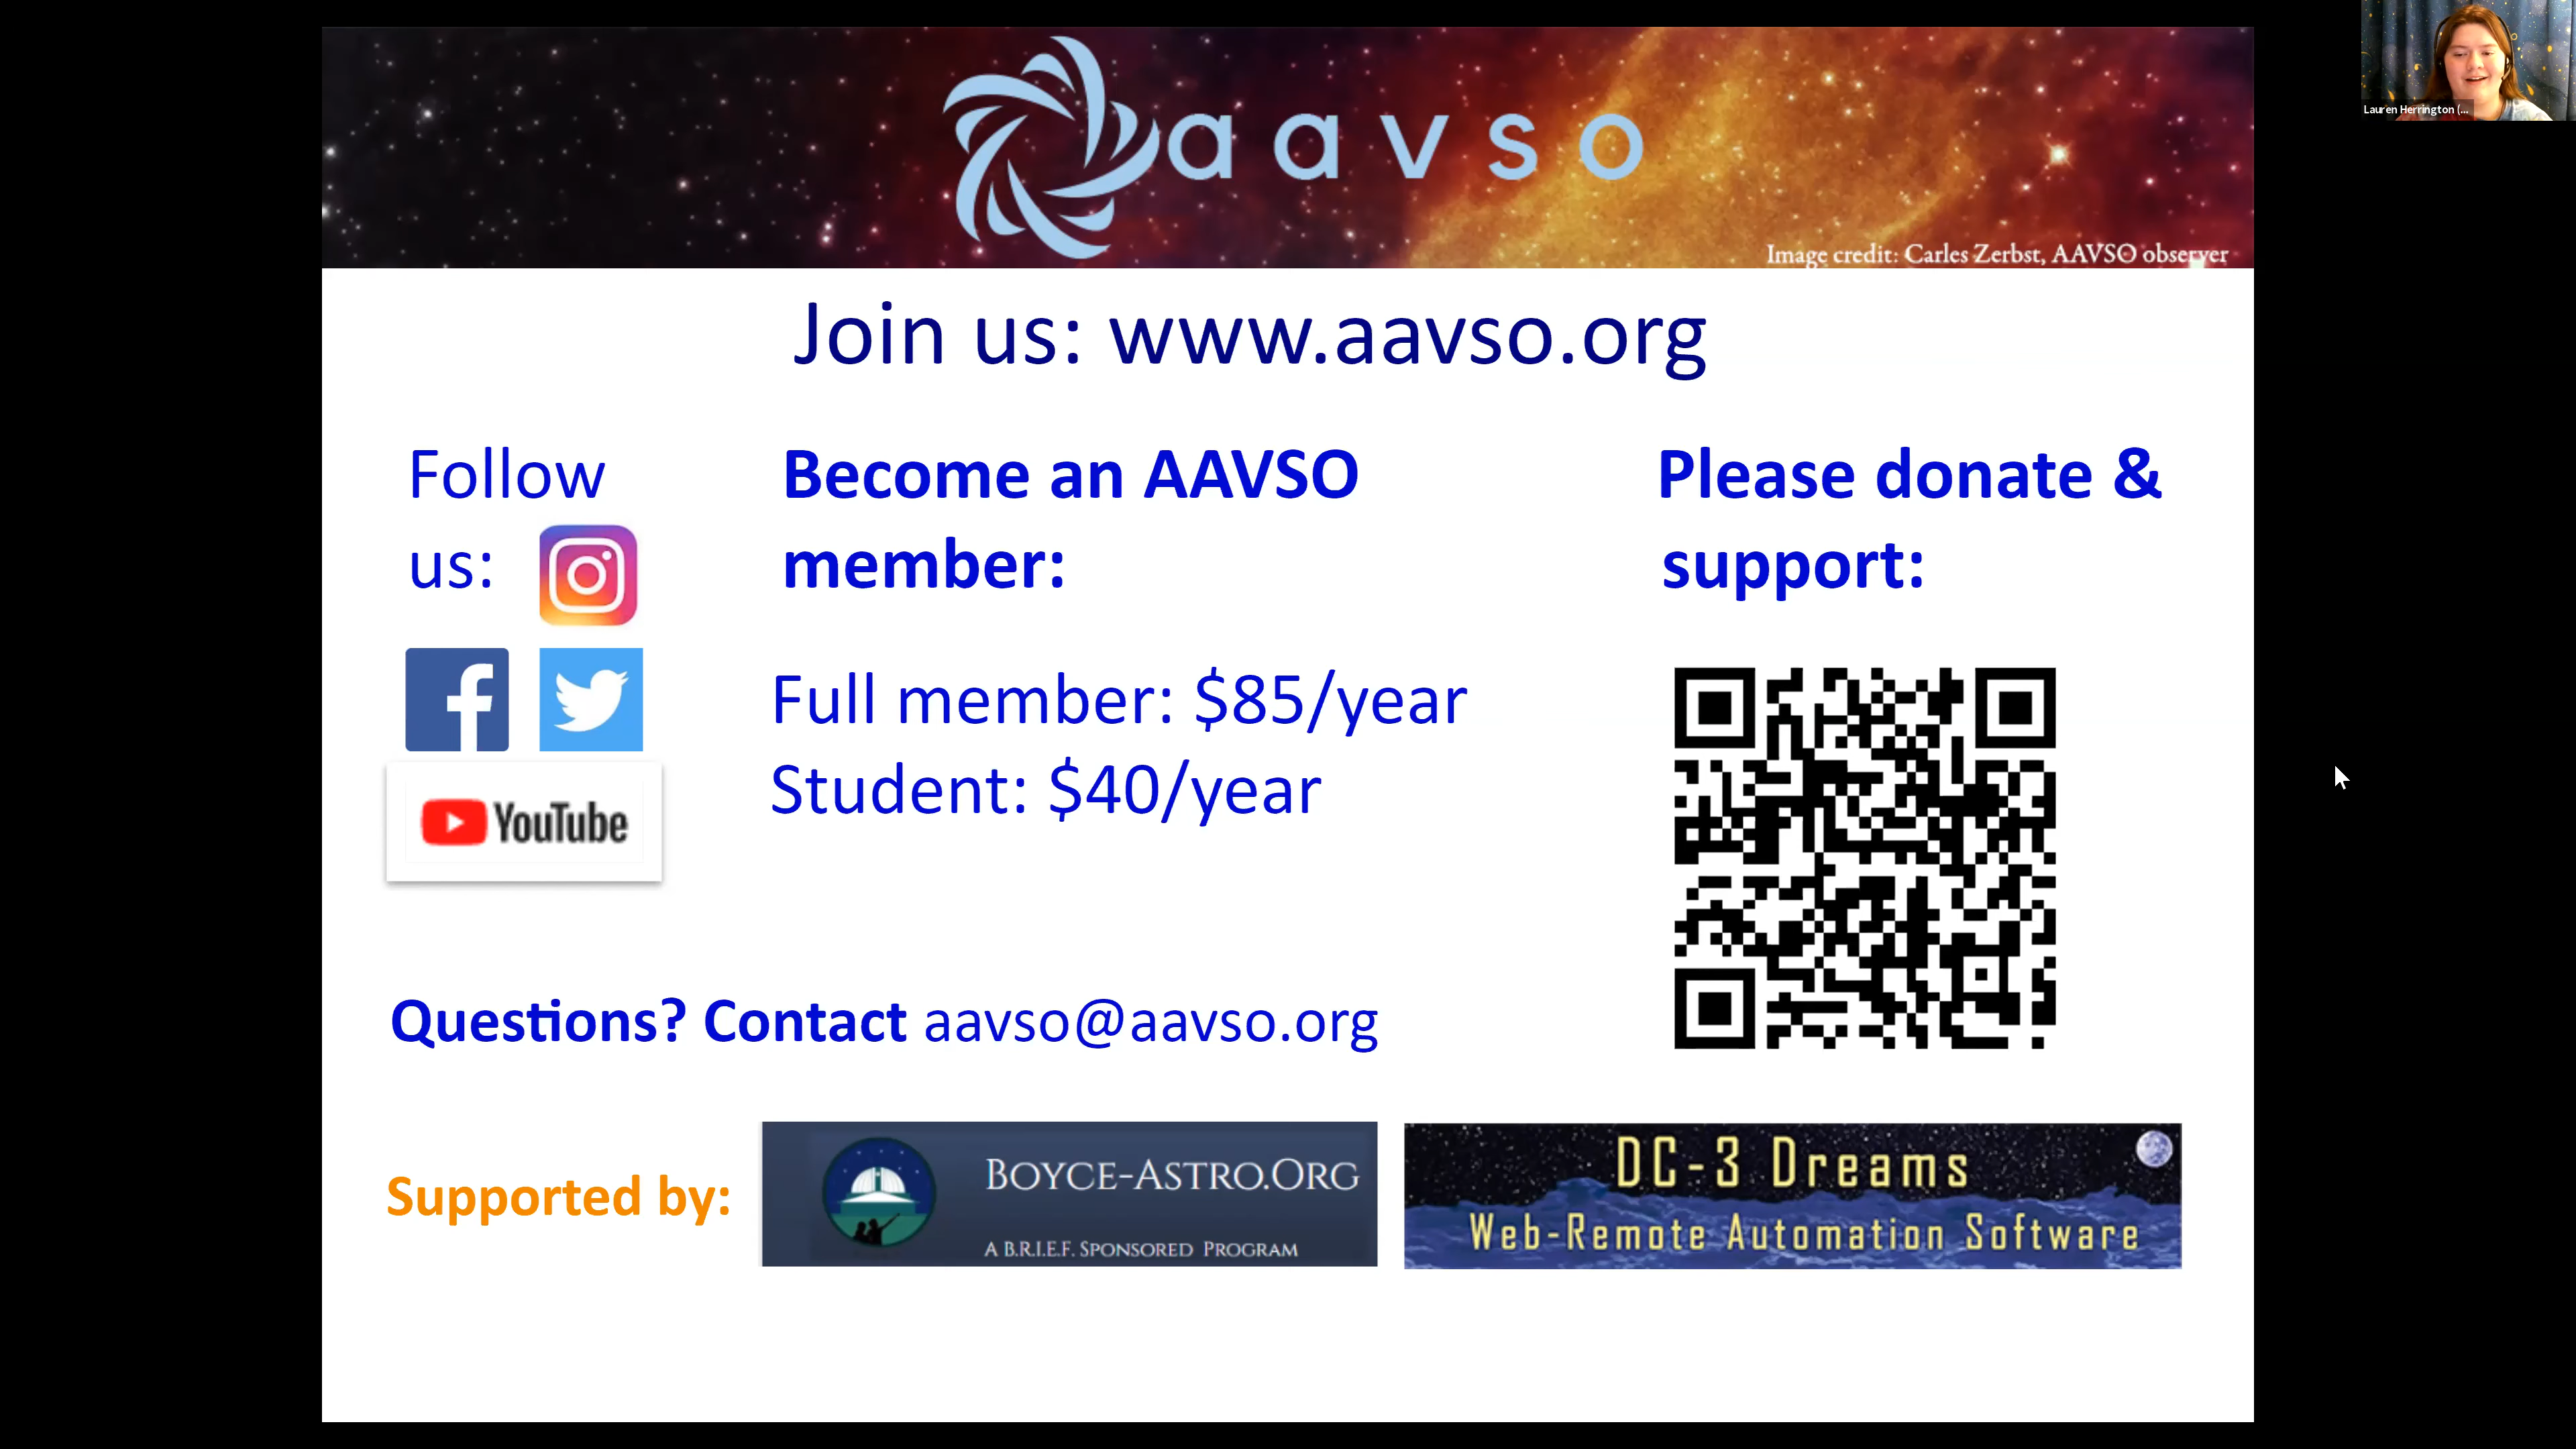 aavso
Image credit: Carles Zerbst, AAVSO observer
Lauren Herrington (...
Join us: www.aavso.org
Follow
us:
Become an AAVSO
member:
Full member: $85/year
Student: $40/year
Please donate &
support:
YouTube
Questions? Contact aavso@aavso.org
Supported by:
BOYCE-ASTRO.ORG
A B.R.I.E.F. SPONSORED PROGRAM
DC-3 Dreams
Web-Remote Automation Software